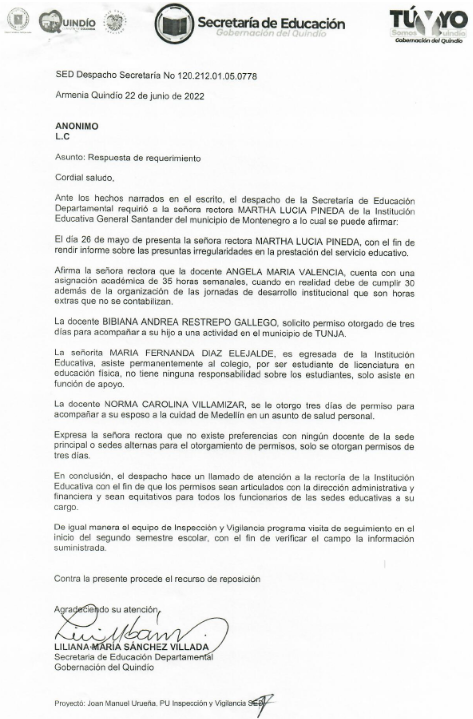 QUINDÍO
Secretaría de Educación
Gobernación del Quindío
TÚ Y YO
Somos Quindío
Gobernación del Quindío
SED Despacho Secretaría No 120.212.01.05.0778
Armenia Quindío 22 de junio de 2022
ANONIMO
L.C
Asunto: Respuesta de requerimiento
Cordial saludo,
Ante los hechos narrados en el escrito, el despacho de la Secretaría de Educación
Departamental requirió a la señora rectora MARTHA LUCIA PINEDA de la Institución
Educativa General Santander del municipio de Montenegro a lo cual se puede afirmar:
El día 26 de mayo de presenta la señora rectora MARTHA LUCIA PINEDA, con el fin de
rendir informe sobre las presuntas irregularidades en la prestación del servicio educativo.
Afirma la señora rectora que la docente ANGELA MARIA VALENCIA, cuenta con una
asignación académica de 35 horas semanales, cuando en realidad debe de cumplir 30
además de la organización de las jornadas de desarrollo institucional que son horas
extras que no se contabilizan.
La docente BIBIANA ANDREA RESTREPO GALLEGO, solicito permiso otorgado de tres
días para acompañar a su hijo a una actividad en el municipio de TUNJA.
La señorita MARIA FERNANDA DIAZ ELEJALDE, es egresada de la Institución
Educativa, asiste permanentemente al colegio, por ser estudiante de licenciatura en
educación física, no tiene ninguna responsabilidad sobre los estudiantes, solo asiste en
función de apoyo.
La docente NORMA CAROLINA VILLAMIZAR, se le otorgo tres días de permiso para
acompañar a su esposo a la cuidad de Medellín en un asunto de salud personal.
Expresa la señora rectora que no existe preferencias con ningún docente de la sede
principal o sedes alternas para el otorgamiento de permisos, solo se otorgan permisos de
tres días.
En conclusión, el despacho hace un llamado de atención a la rectoría de la Institución
Educativa con el fin de que los permisos sean articulados con la dirección administrativa y
financiera y sean equitativos para todos los funcionarios de las sedes educativas a su
cargo.
De igual manera el equipo de Inspección y Vigilancia programa visita de seguimiento en el
inicio del segundo semestre escolar, con el fin de verificar el campo la información
suministrada.
Contra la presente procede el recurso de reposición
Agradeciendo su atención,
LILIANA MARÍA SÁNCHEZ VILLADA
Secretaria de Educación Departamental
Gobernación del Quindío
Proyectó: Joan Manuel Urueña. PU Inspección y Vigilancia SED